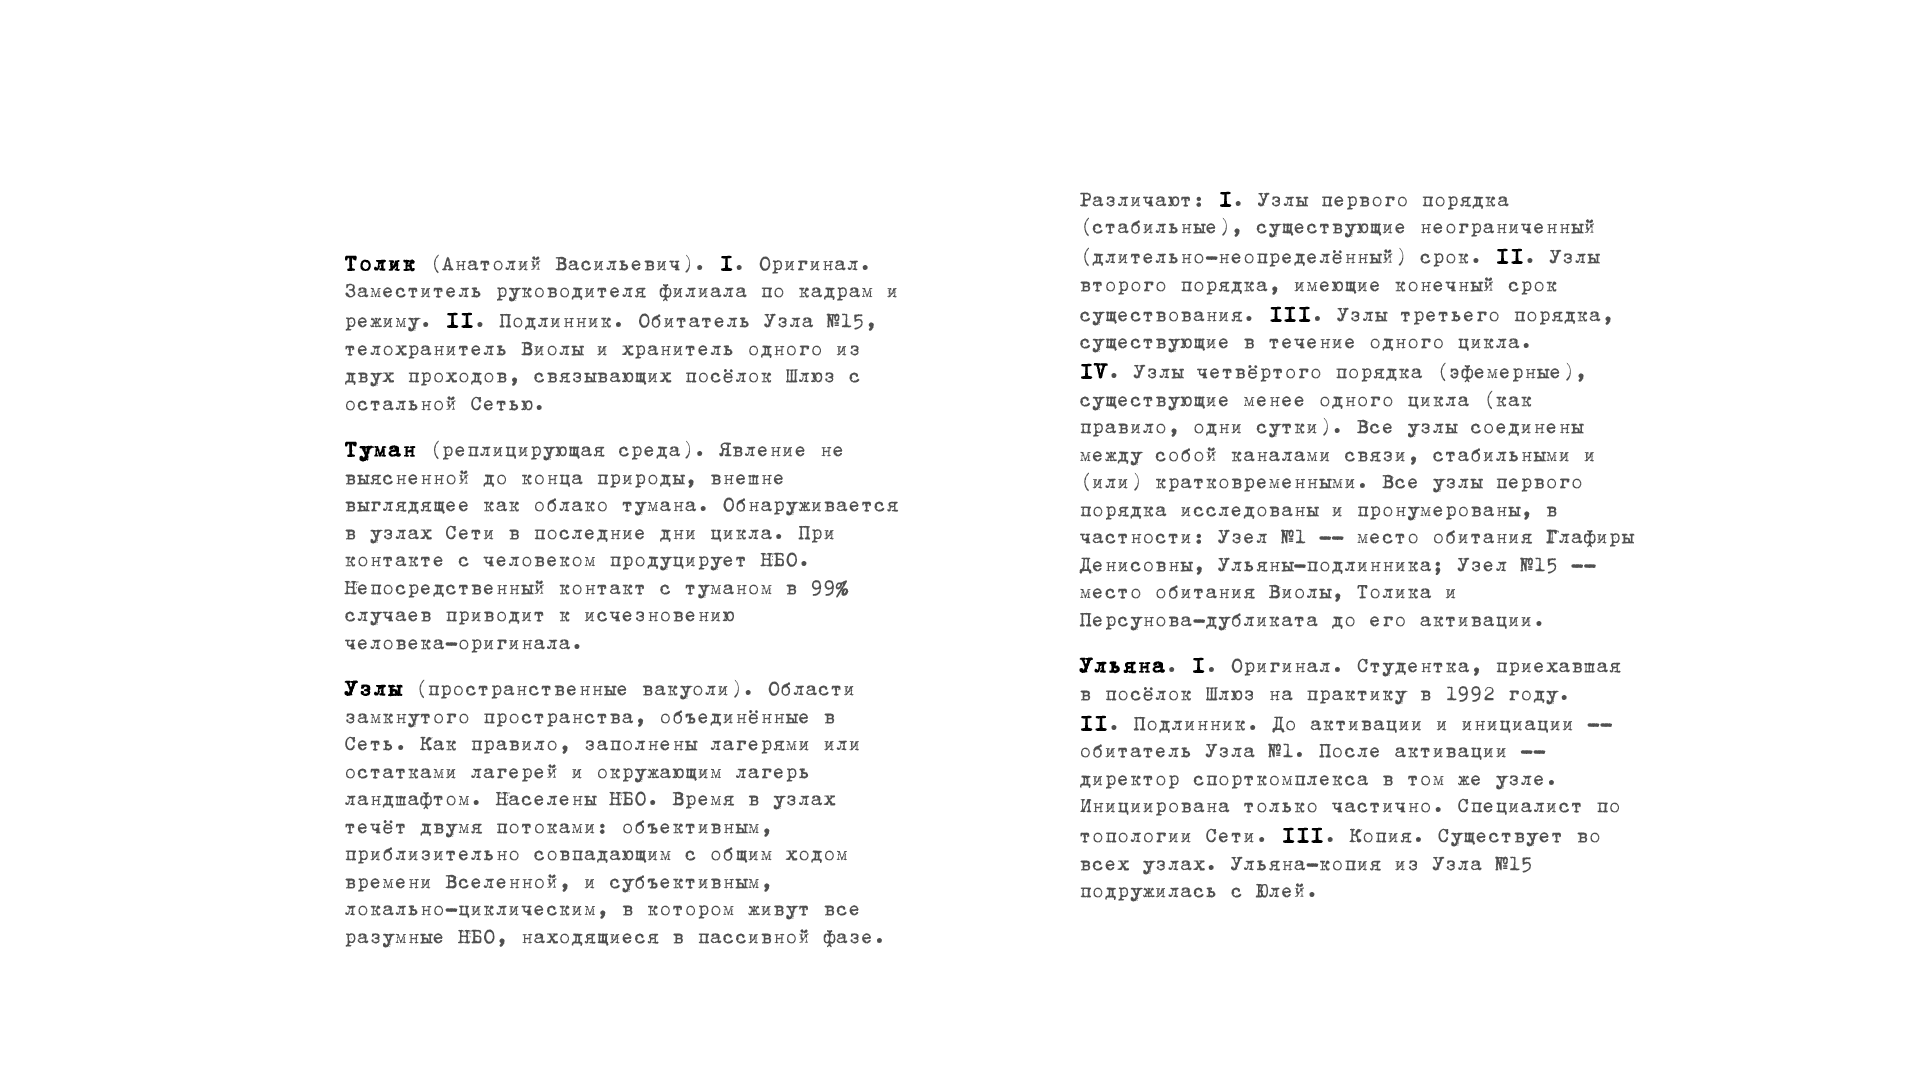 Толик (Анатолий Васильевич). I. Оригинал.
Заместитель руководителя филиала по кадрам и
режиму. II. Подлинник. Обитатель Узла №15,
телохранитель Виолы и хранитель одного из
двух проходов, связывающих посёлок Шлюз с
остальной Сетью.
Туман (реплицирующая среда). Явление не
выясненной до конца природы, внешне
выглядящее как облако тумана. Обнаруживается
в узлах Сети в последние дни цикла. При
контакте с человеком продуцирует НБО.
Непосредственный контакт с туманом в 99%
случаев приводит к исчезновению
человека-оригинала.
Узлы (пространственные вакуоли). Области
замкнутого пространства, объединённые в
Сеть. Как правило, заполнены лагерями или
остатками лагерей и окружающим лагерь
ландшафтом. Населены НБО. Время в узлах
течёт двумя потоками: объективным,
приблизительно совпадающим с общим ходом
времени Вселенной, и субъективным,
локально-циклическим, в котором живут все
разумные НБО, находящиеся в пассивной фазе.
Различают: I. Узлы первого порядка
(стабильные), существующие неограниченный
(длительно-неопределённый) срок. II. Узлы
второго порядка, имеющие конечный срок
существования. III. Узлы третьего порядка,
существующие в течение одного цикла.
IV. Узлы четвёртого порядка (эфемерные),
существующие менее одного цикла (как
правило, одни сутки). Все узлы соединены
между собой каналами связи, стабильными и
(или) кратковременными. Все узлы первого
порядка исследованы и пронумерованы, в
частности: Узел №1 -- место обитания Глафиры
Денисовны, Ульяны-подлинника; Узел №15 --
место обитания Виолы, Толика и
Персунова-дубликата до его активации.
Ульяна. I. Оригинал. Студентка, приехавшая
в посёлок Шлюз на практику в 1992 году.
II. Подлинник. До активации и инициации --
обитатель Узла №1. После активации --
директор спорткомплекса в том же узле.
Инициирована только частично. Специалист по
топологии Сети. III. Копия. Существует во
всех узлах. Ульяна-копия из Узла №15
подружилась с Юлей.